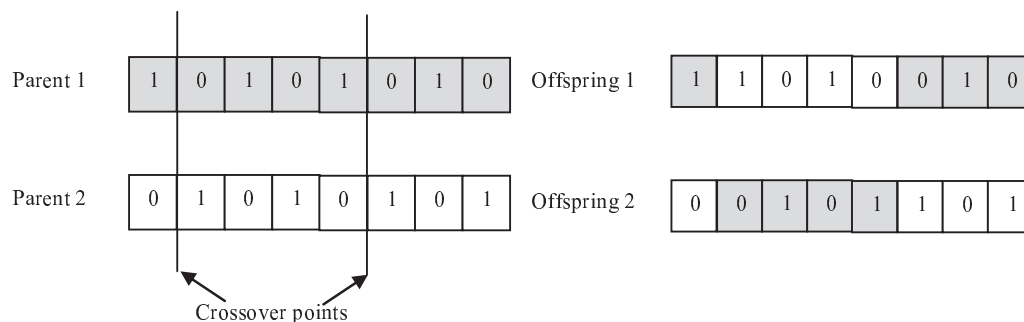 Parent 1 1 0 1 0 1 0 1 0 Offspring 1 1 1 0 1 0 0 1 0
Parent 2 0 1 0 1 0 1 0 1 Offspring 2 0 0 1 0 1 1 0 1
Crossover points